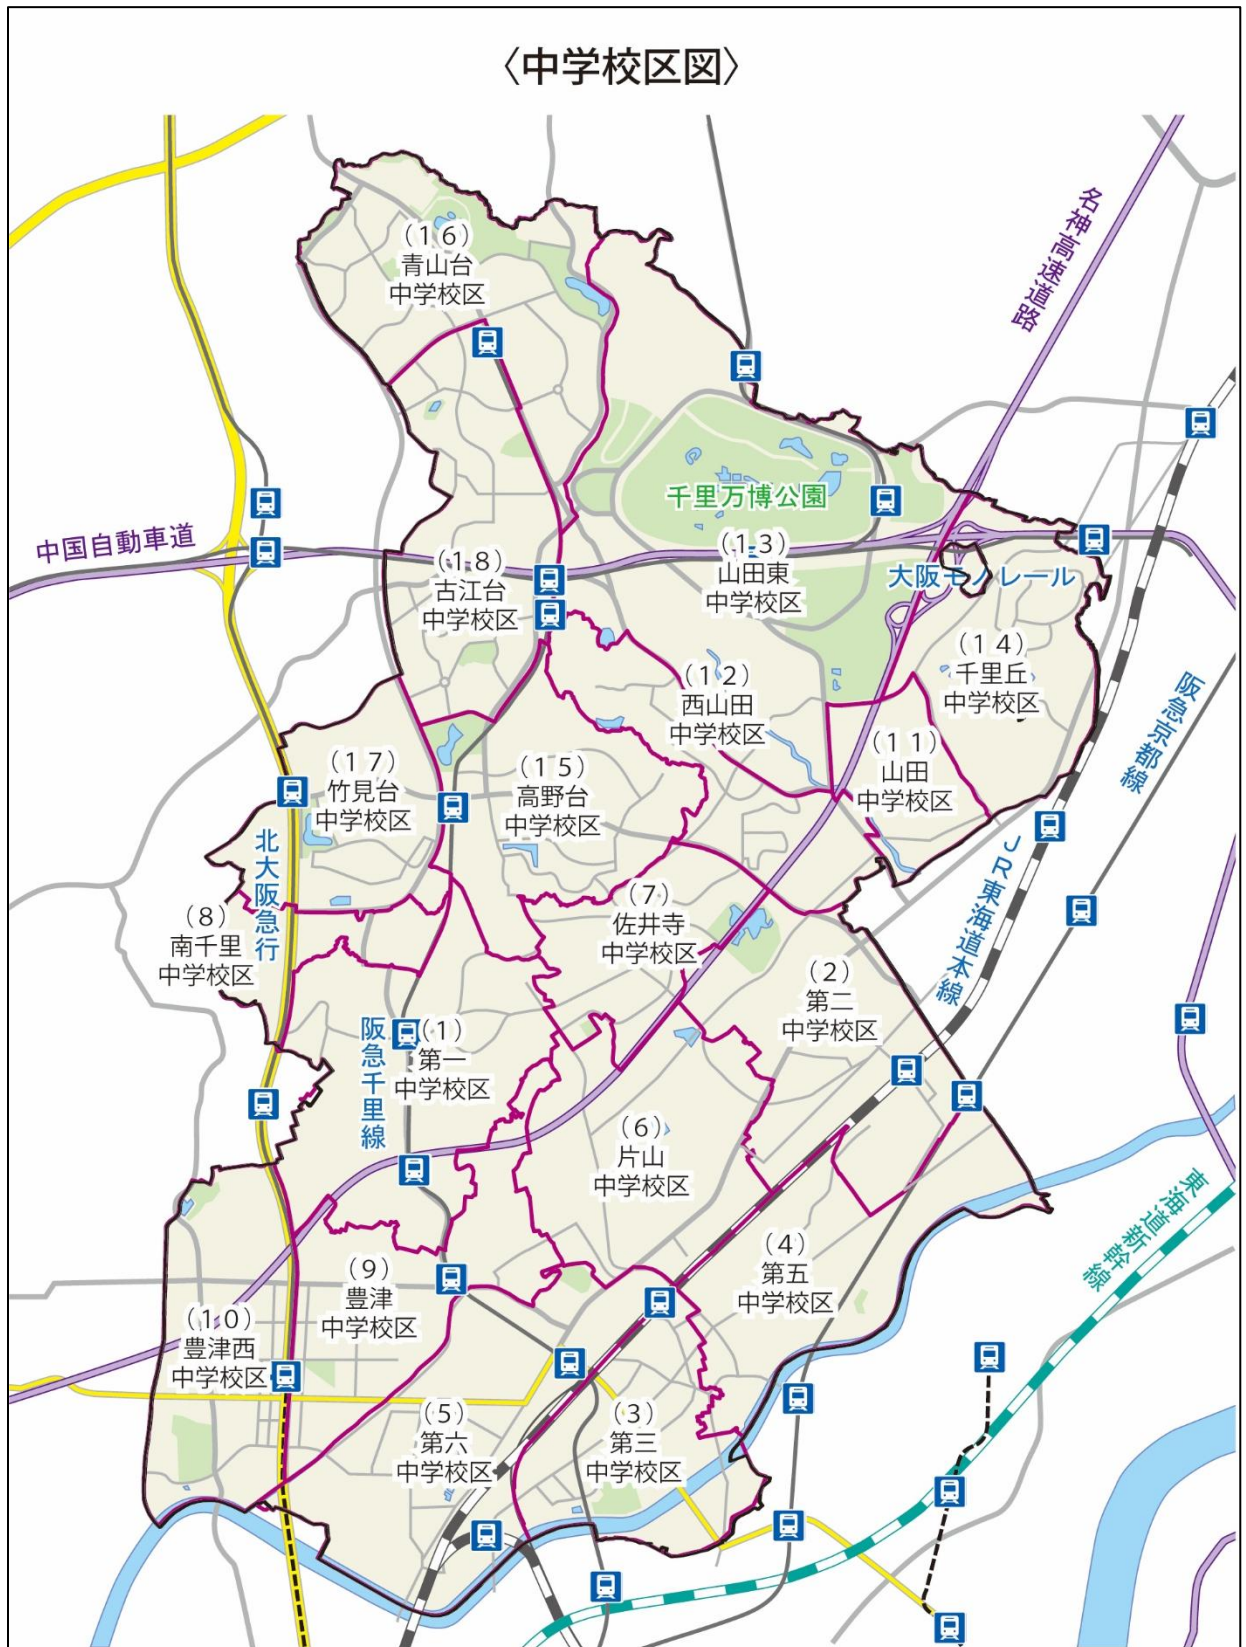 〈中学校区図〉
名神高速道路
（１６）
青山台
中学校区
千里万博公園
中国自動車道
（１３）
山田東
中学校区
（１８）
古江台
中学校区
大阪モノレール
（１４）
千里丘
中学校区
（１２）
西山田
中学校区
阪急京都線
（１１）
山田
中学校区
（１７）
竹見台
中学校区
（１５）
高野台
中学校区
北大阪急行
ＪＲ東海道本線
（７）
佐井寺
中学校区
（８）
南千里
中学校区
（２）
第二
中学校区
阪急千里線
（１）
第一
中学校区
（６）
片山
中学校区
東海道新幹線
（４）
第五
中学校区
（９）
豊津
中学校区
（１０）
豊津西
中学校区
（５）
第六
中学校区
（３）
第三
中学校区